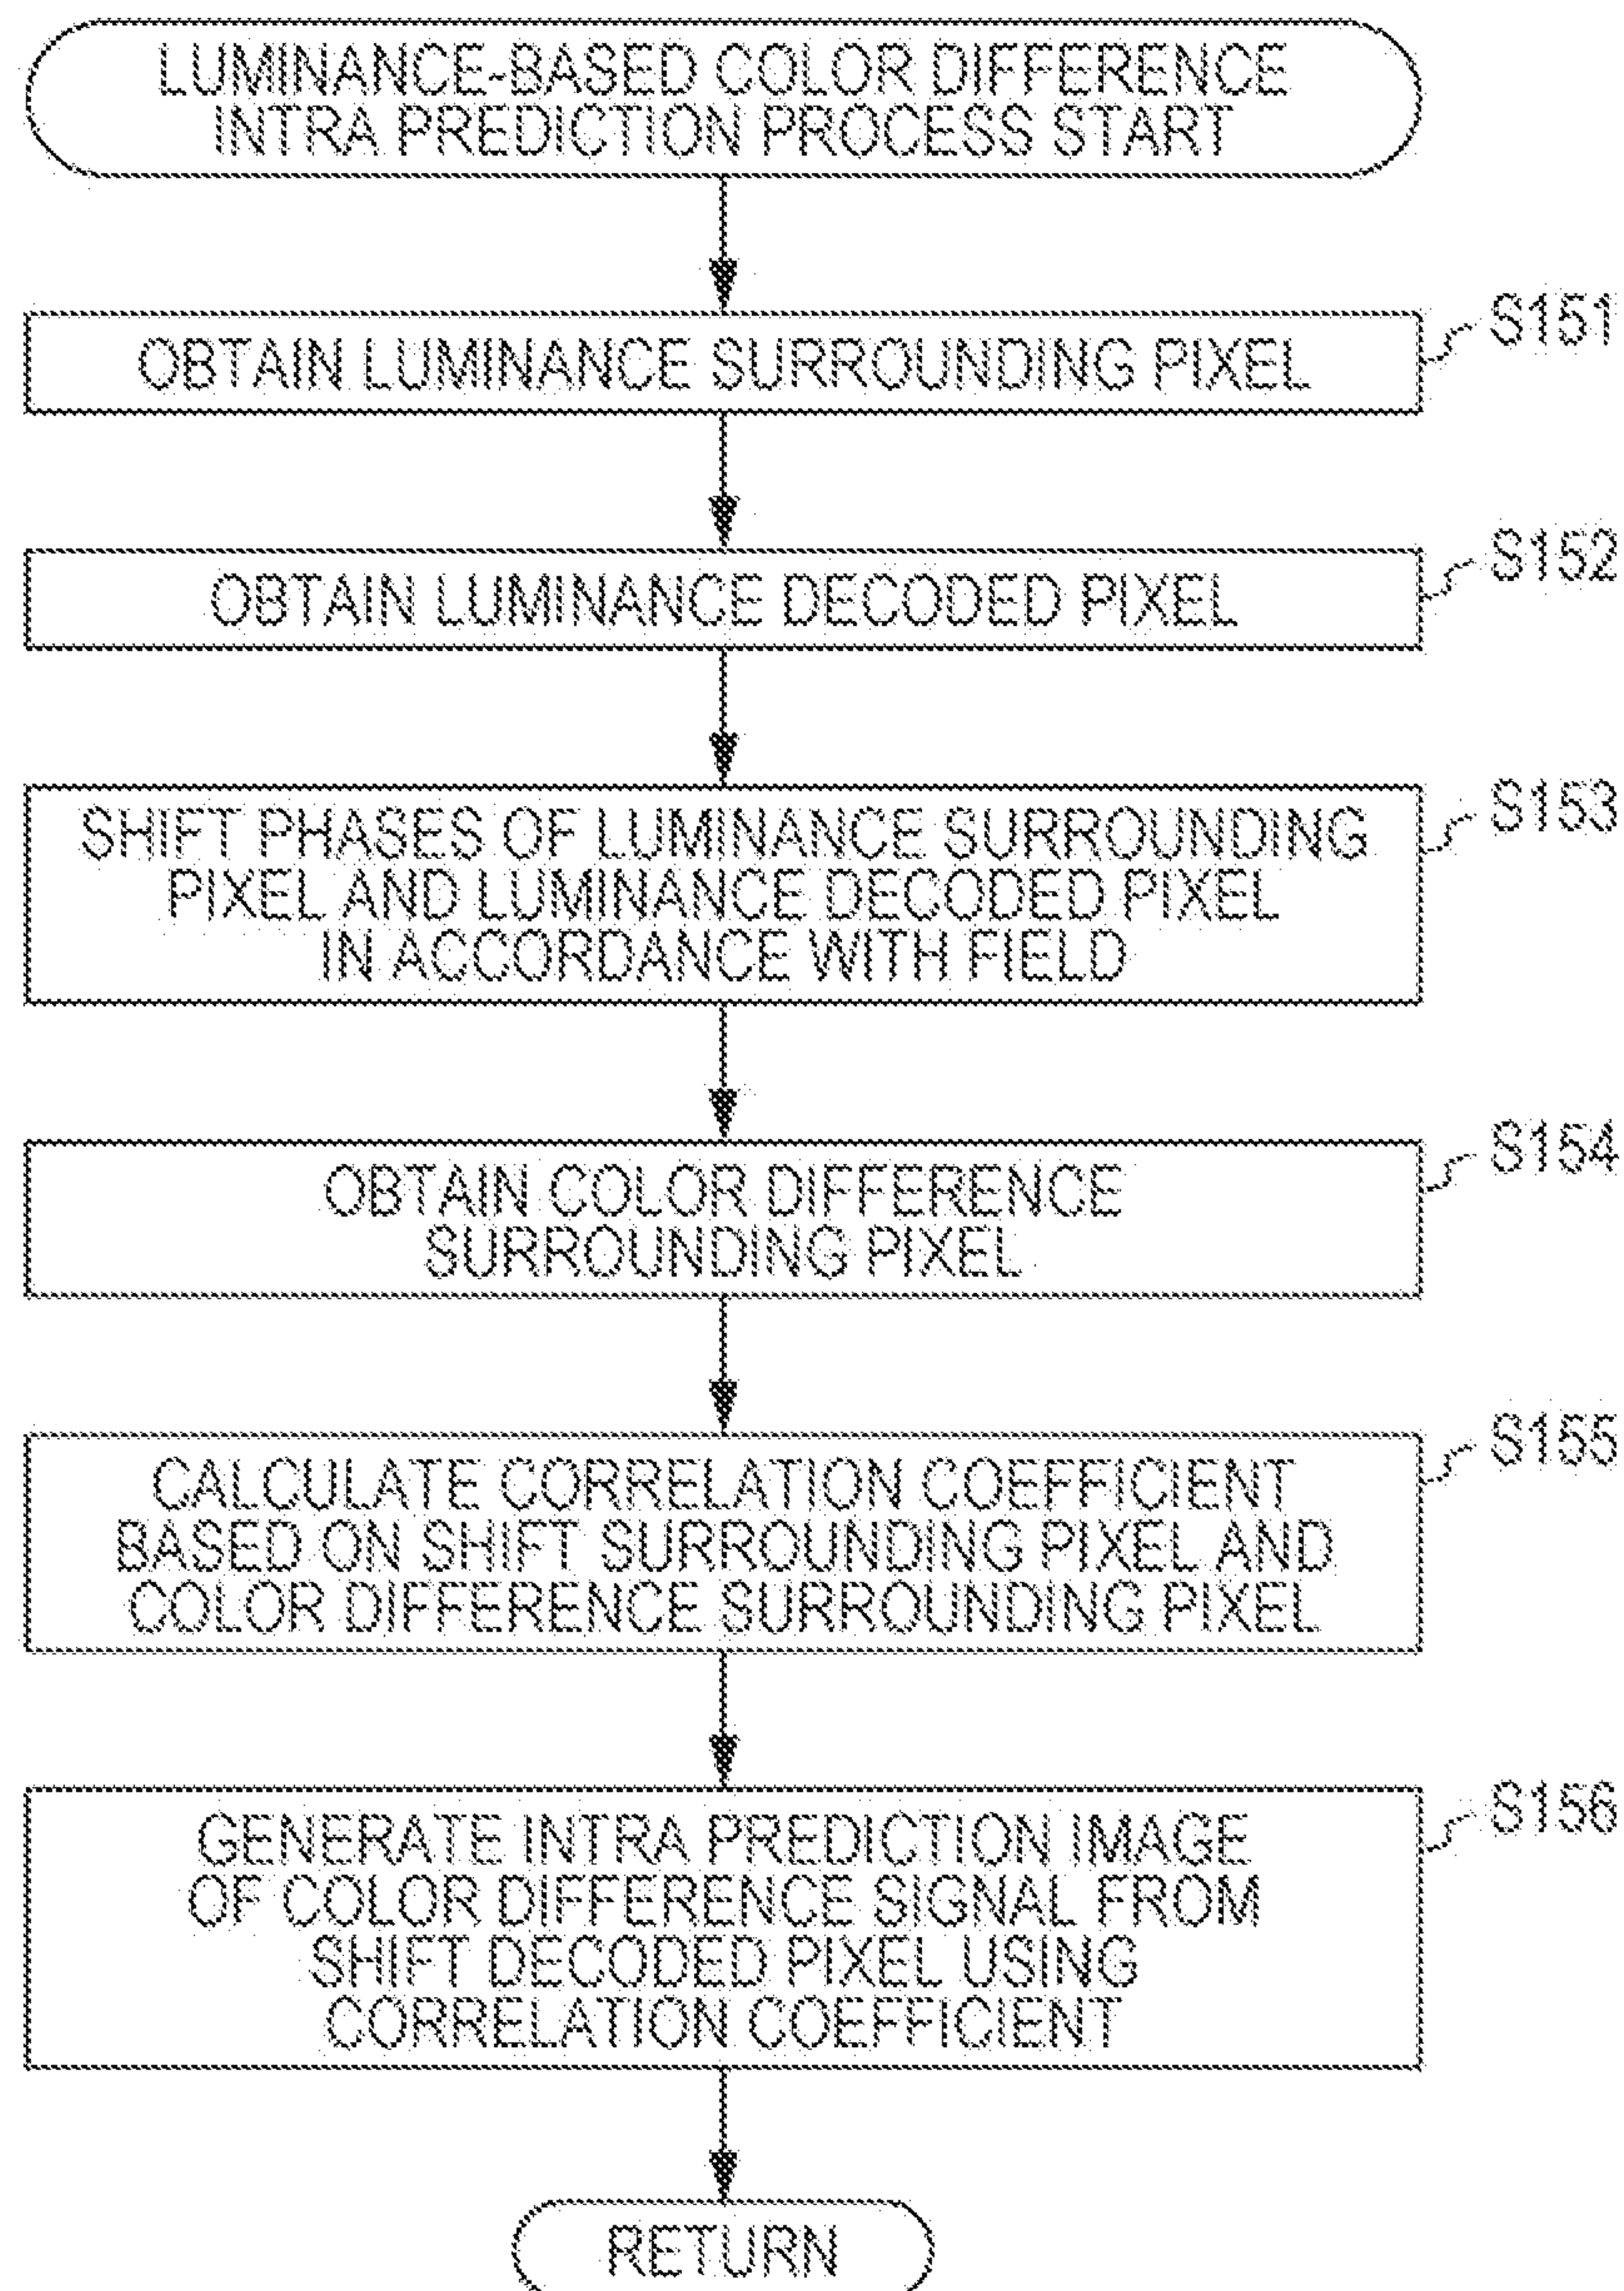 LUMINANCE-BASED COLOR DIFFERENCE
INTRA PREDICTION PROCESS START
OBTAIN LUMINANCE SURROUNDING PIXEL
S151
OBTAIN LUMINANCE DECODED PIXEL
S152
SHIFT PHASES OF LUMINANCE SURROUNDING
PIXEL AND LUMINANCE DECODED PIXEL
IN ACCORDANCE WITH FIELD
S153
OBTAIN COLOR DIFFERENCE
SURROUNDING PIXEL
S154
CALCULATE CORRELATION COEFFICIENT
BASED ON SHIFT SURROUNDING PIXEL AND
COLOR DIFFERENCE SURROUNDING PIXEL
S155
GENERATE INTRA PREDICTION IMAGE
OF COLOR DIFFERENCE SIGNAL FROM
SHIFT DECODED PIXEL USING
CORRELATION COEFFICIENT
S156
RETURN